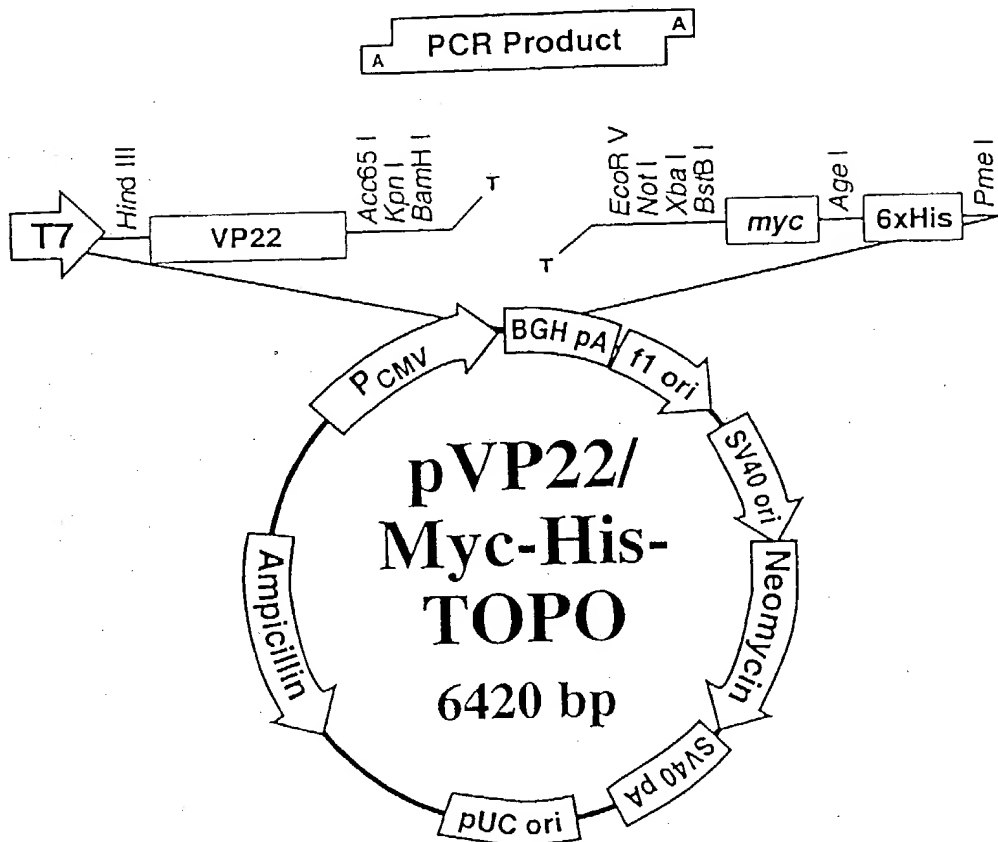 PCR Product
A
A
Hind III
Acc65 I
Kpn I
BamH I
T
EcoR V
Not I
Xba I
BstB I
Age I
Pme I
T7
VP22
myc
6xHis
T
BGH pA
f1 ori
PCMV
SV40 ori
pVP22/
Myc-His-
TOPO
6420 bp
Ampicillin
Neomycin
SV40 pA
pUC ori